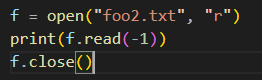 f = open("foo2.txt", "r")
print(f.read(-1))
f.close()